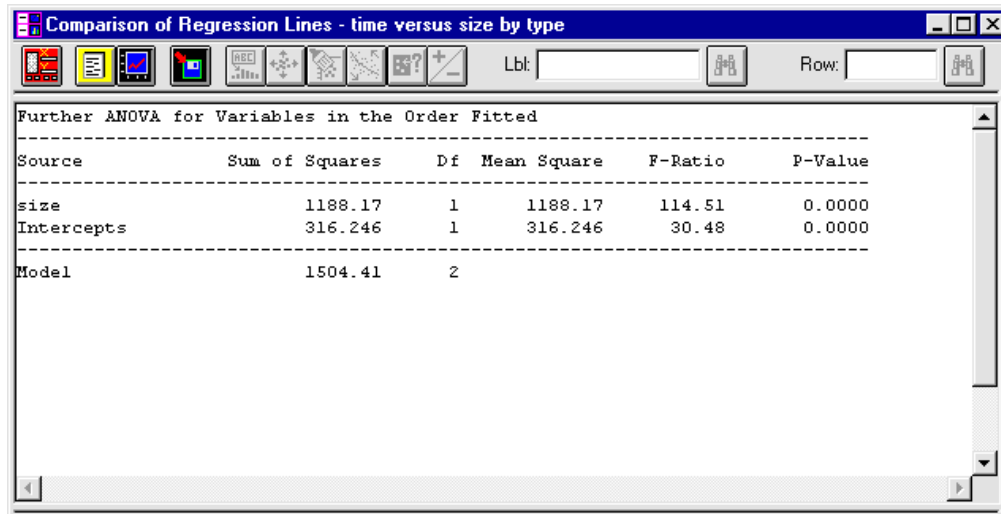 Comparison of Regression Lines - time versus size by type
Lbl: Row:
Further ANOVA for Variables in the Order Fitted
--------------------------------------------------------------------------------
Source Sum of Squares Df Mean Square F-Ratio P-Value
--------------------------------------------------------------------------------
size 1188.17 1 1188.17 114.51 0.0000
Intercepts 316.246 1 316.246 30.48 0.0000
--------------------------------------------------------------------------------
Model 1504.41 2